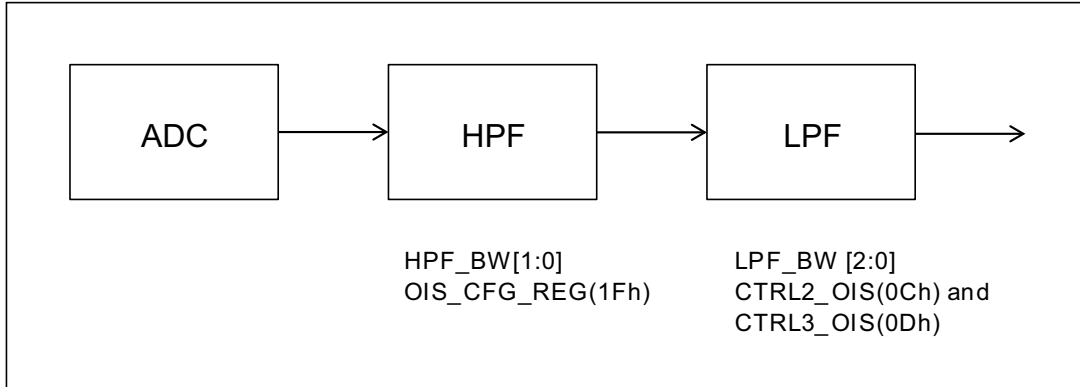 ADC
HPF
LPF
HPF_BW[1:0]
OIS_CFG_REG(1Fh)
LPF_BW [2:0]
CTRL2_OIS(0Ch) and
CTRL3_OIS(0Dh)